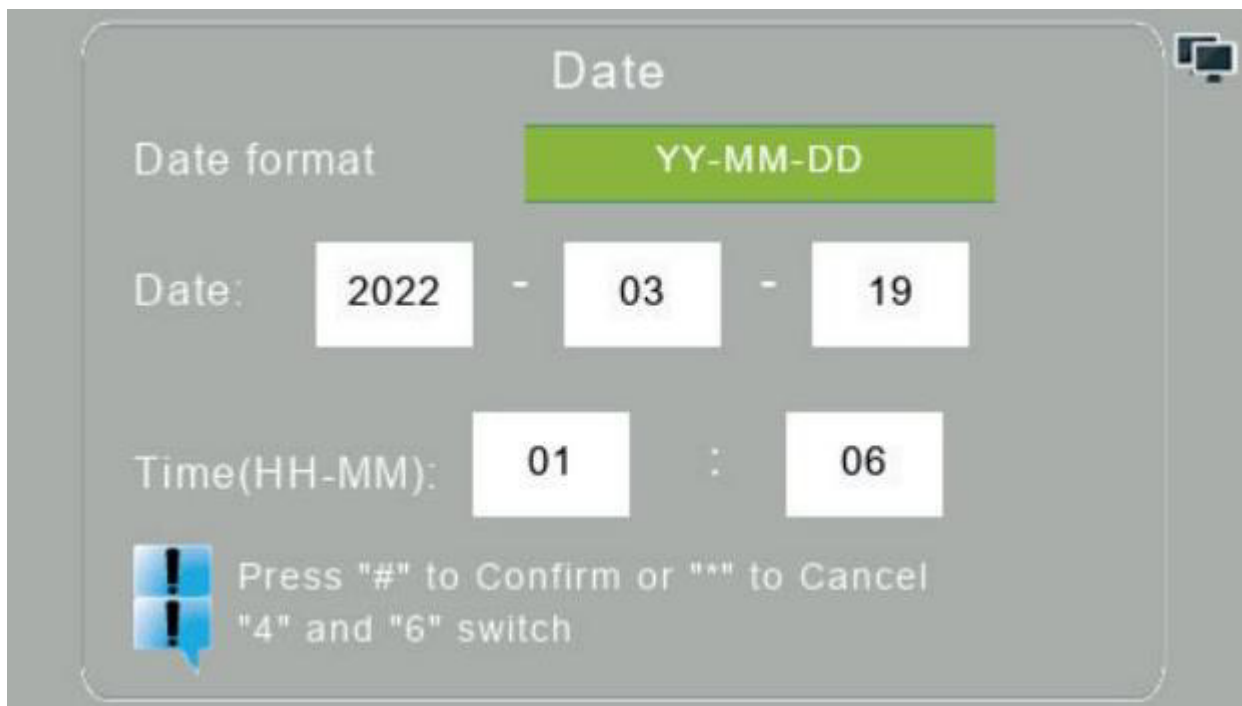 Date
Date format YY-MM-DD
Date: 2022 - 03 - 19
Time(HH-MM): 01 : 06
Press "#" to Confirm or "*" to Cancel
"4" and "6" switch